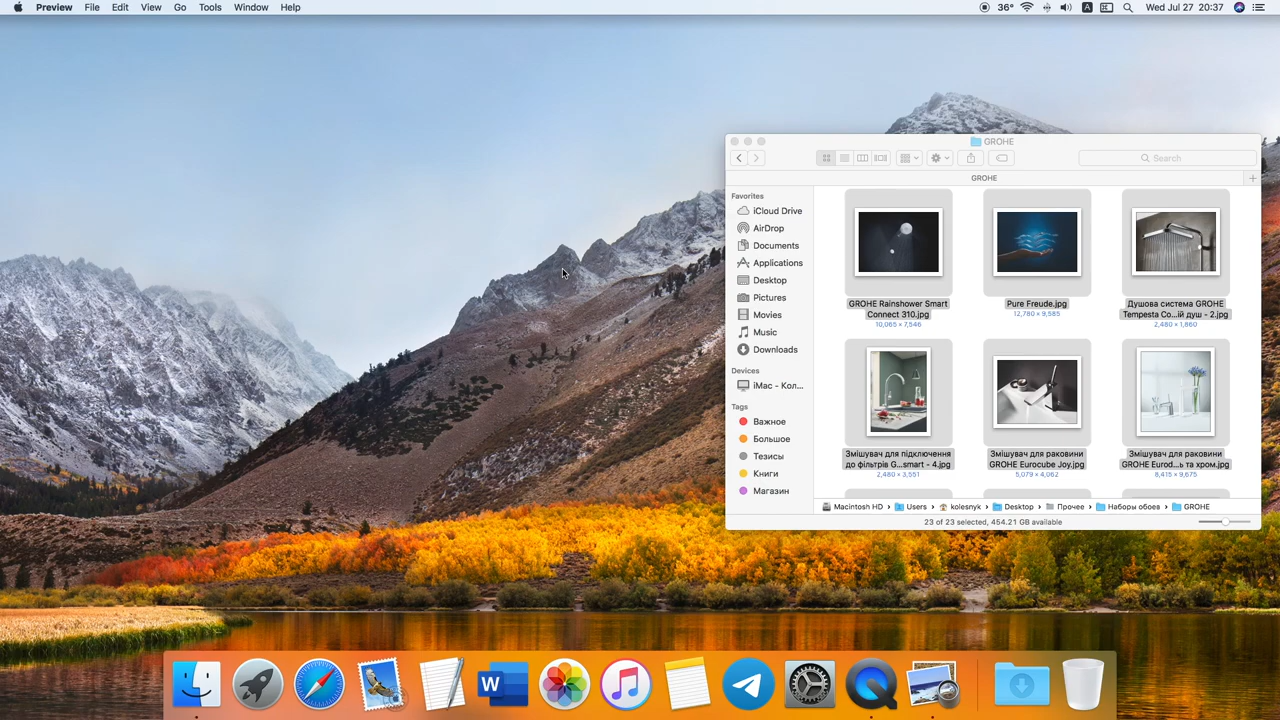 Preview File Edit View Go Tools Window Help 36° A Wed Jul 27 20:37
GROHE
Search
GROHE
Favorites
iCloud Drive
AirDrop
Documents
Applications
Desktop
Pictures
Movies
Music
Downloads
Devices
iMac - Кол...
Tags
Важное
Большое
Тезисы
Книги
Магазин
GROHE Rainshower Smart
Connect 310.jpg
10,065 × 7,546
Pure Freude.jpg
12,780 × 9,585
Душова система GROHE
Tempesta Co...ій душ - 2.jpg
2,480 × 1,860
Змішувач для підключення
до фільтрів G...smart - 4.jpg
2,480 × 3,551
Змішувач для раковини
GROHE Eurocube Joy.jpg
5,079 × 4,062
Змішувач для раковини
GROHE Eurod...ь та хром.jpg
8,415 × 9,675
Macintosh HD › Users › kolesnyk › Desktop › Прочее › Наборы обоев › GROHE
23 of 23 selected, 454.21 GB available
W